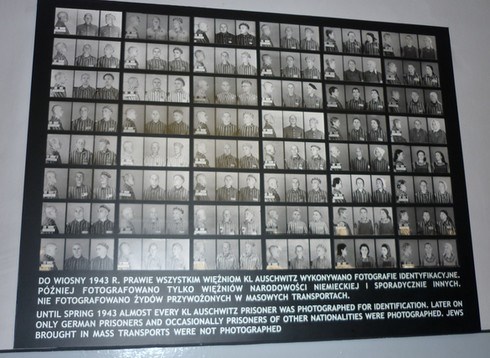 DO WIOSNY 1943 R. PRAWIE WSZYSTKIM WIĘŹNIOM KL AUSCHWITZ WYKONYWANO FOTOGRAFIE IDENTYFIKACYJNE.
PÓŹNIEJ FOTOGRAFOWANO TYLKO WIĘŹNIÓW NARODOWOŚCI NIEMIECKIEJ I SPORADYCZNIE INNYCH.
NIE FOTOGRAFOWANO ŻYDÓW PRZYWOŻONYCH W MASOWYCH TRANSPORTACH.
UNTIL SPRING 1943 ALMOST EVERY KL AUSCHWITZ PRISONER WAS PHOTOGRAPHED FOR IDENTIFICATION. LATER ON
ONLY GERMAN PRISONERS AND OCCASIONALLY PRISONERS OF OTHER NATIONALITIES WERE PHOTOGRAPHED. JEWS
BROUGHT IN MASS TRANSPORTS WERE NOT PHOTOGRAPHED